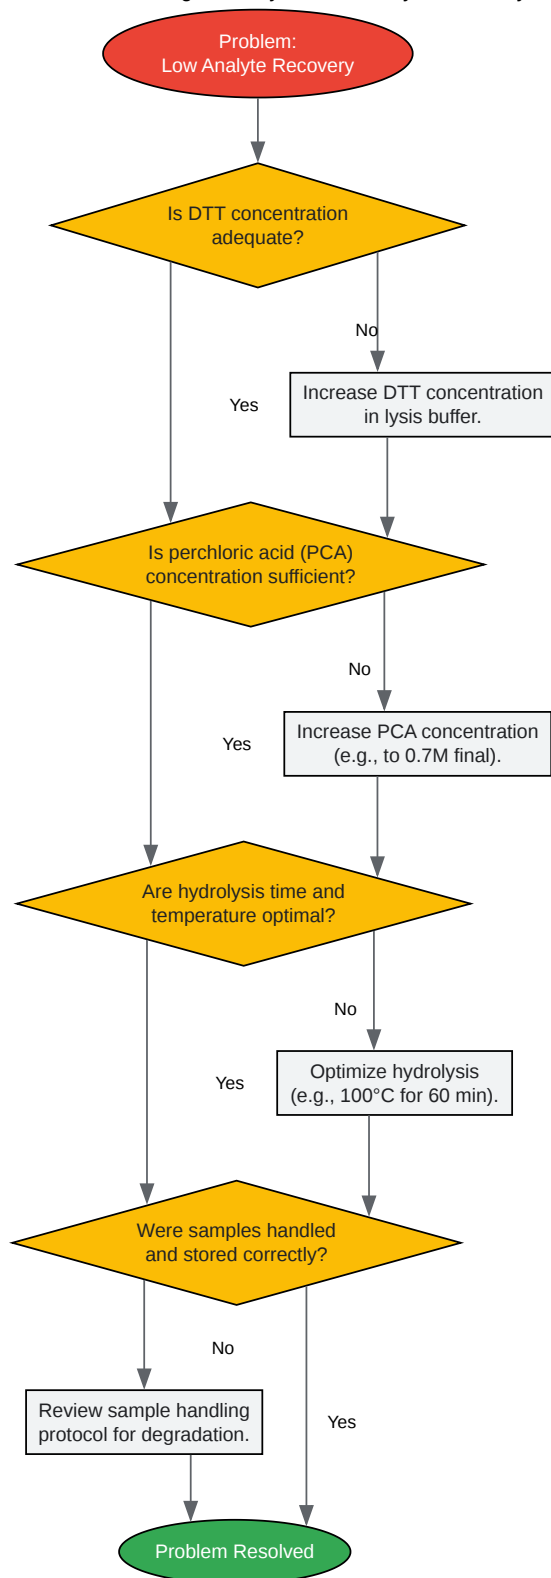 Problem:
Low Analyte Recovery
Is DTT concentration
adequate?
No
Yes
Increase DTT concentration
in lysis buffer.
Is perchloric acid (PCA)
concentration sufficient?
No
Yes
Increase PCA concentration
(e.g., to 0.7M final).
Are hydrolysis time and
temperature optimal?
No
Yes
Optimize hydrolysis
(e.g., 100°C for 60 min).
Were samples handled
and stored correctly?
No
Review sample handling
protocol for degradation.
Yes
Problem Resolved